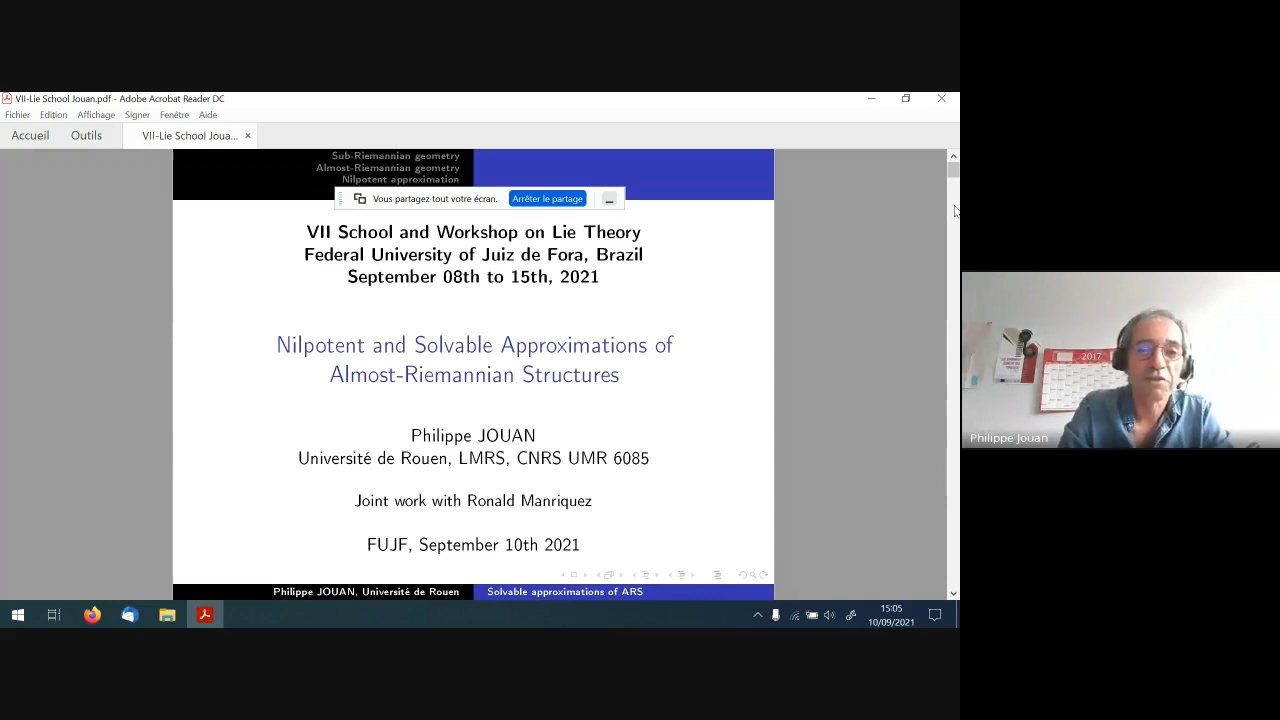 VII-Lie School Jouan.pdf - Adobe Acrobat Reader DC
Fichier Edition Affichage Signer Fenêtre Aide
Accueil Outils VII-Lie School Joua... ×
Sub-Riemannian geometry
Almost-Riemannian geometry
Nilpotent approximation
Vous partagez tout votre écran. Arrêter le partage
VII School and Workshop on Lie Theory
Federal University of Juiz de Fora, Brazil
September 08th to 15th, 2021
Nilpotent and Solvable Approximations of
Almost-Riemannian Structures
Philippe JOUAN
Université de Rouen, LMRS, CNRS UMR 6085
Joint work with Ronald Manriquez
FUJF, September 10th 2021
Philippe JOUAN, Université de Rouen Solvable approximations of ARS
15:05
10/09/2021
2017
Philippe Jouan